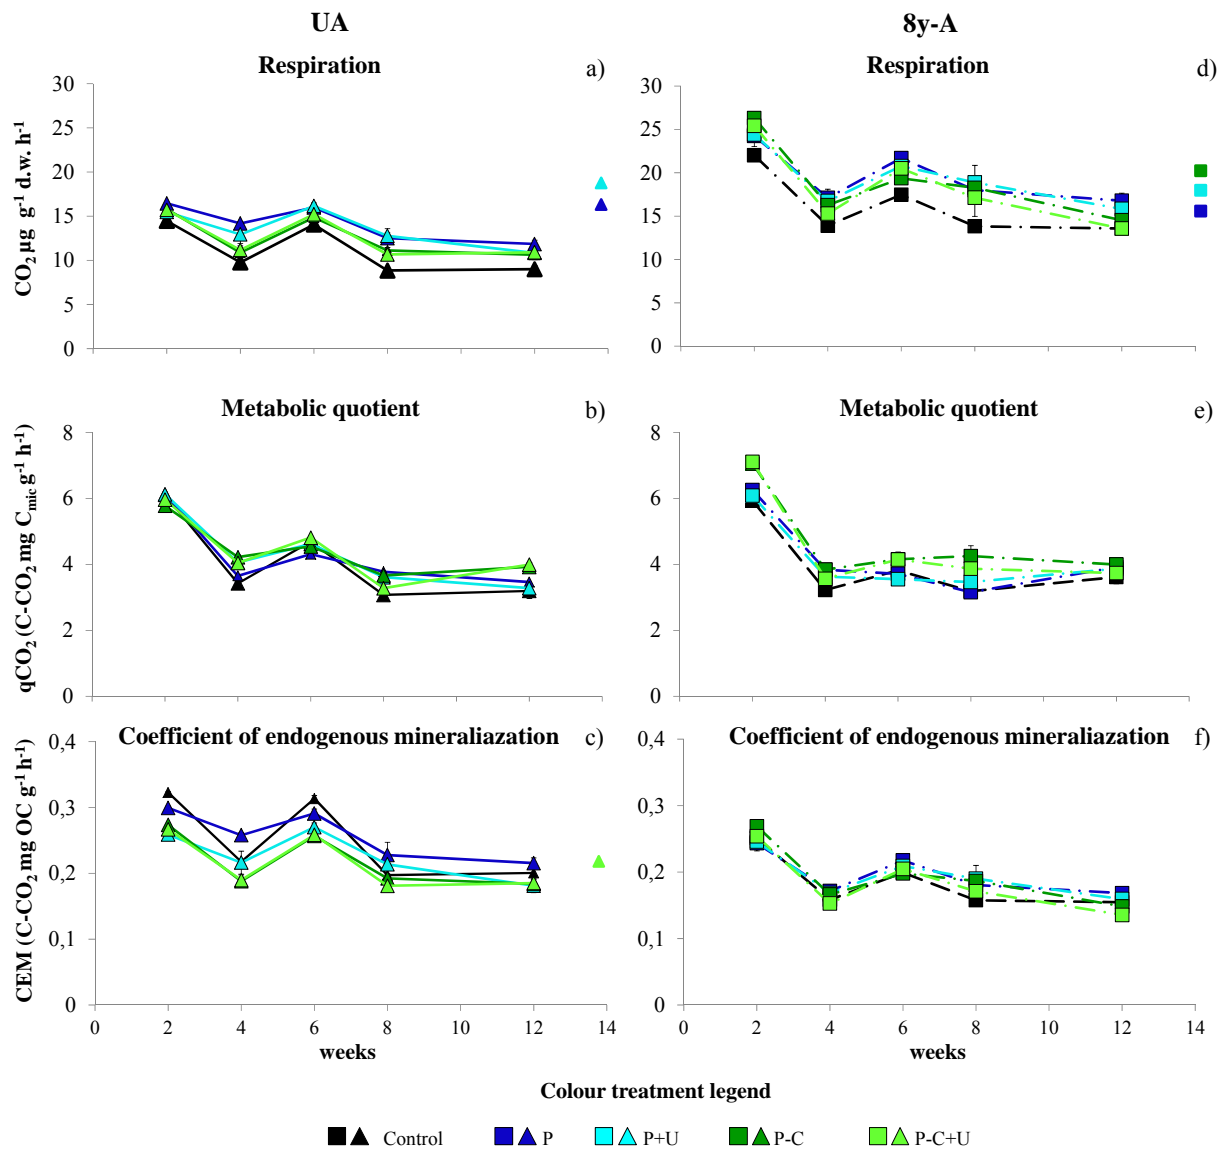 UA
8y-A
Respiration a)
Respiration d)
CO2 µg g-1 d.w. h-1
30
25
20
15
10
5
0
30
25
20
15
10
5
0
Metabolic quotient b)
Metabolic quotient e)
qCO2 (C-CO2 mg Cmic g-1 h-1)
8
6
4
2
0
8
6
4
2
0
Coefficient of endogenous mineraliazation c)
Coefficient of endogenous mineraliazation f)
CEM (C-CO2 mg OC g-1 h-1)
0,4
0,3
0,2
0,1
0
0,4
0,3
0,2
0,1
0
0 2 4 6 8 10 12 14
0 2 4 6 8 10 12 14
weeks
weeks
Colour treatment legend
Control P P+U P-C P-C+U